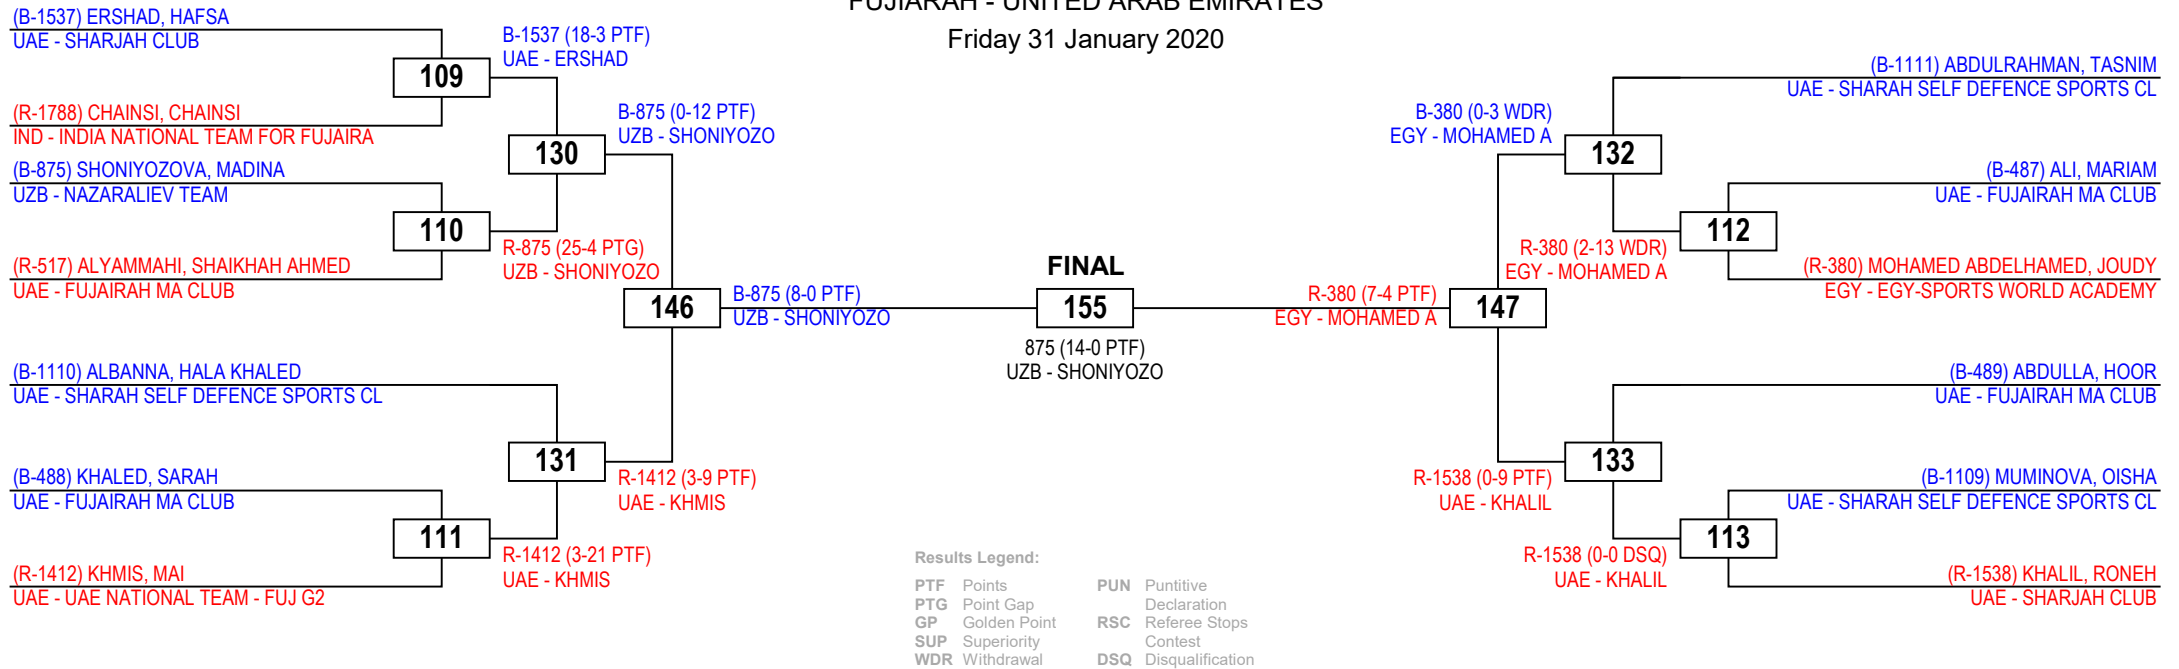 FUJIARAH - UNITED ARAB EMIRATES
Friday 31 January 2020
(B-1537) ERSHAD, HAFSA
UAE - SHARJAH CLUB
109
B-1537 (18-3 PTF)
UAE - ERSHAD
(R-1788) CHAINSI, CHAINSI
IND - INDIA NATIONAL TEAM FOR FUJAIRA
130
B-875 (0-12 PTF)
UZB - SHONIYOZO
(B-875) SHONIYOZOVA, MADINA
UZB - NAZARALIEV TEAM
110
R-875 (25-4 PTG)
UZB - SHONIYOZO
(R-517) ALYAMMAHI, SHAIKHAH AHMED
UAE - FUJAIRAH MA CLUB
146
B-875 (8-0 PTF)
UZB - SHONIYOZO
(B-1110) ALBANNA, HALA KHALED
UAE - SHARAH SELF DEFENCE SPORTS CL
131
R-1412 (3-9 PTF)
UAE - KHMIS
(B-488) KHALED, SARAH
UAE - FUJAIRAH MA CLUB
111
R-1412 (3-21 PTF)
UAE - KHMIS
(R-1412) KHMIS, MAI
UAE - UAE NATIONAL TEAM - FUJ G2
FINAL
155
875 (14-0 PTF)
UZB - SHONIYOZO
(B-1111) ABDULRAHMAN, TASNIM
UAE - SHARAH SELF DEFENCE SPORTS CL
B-380 (0-3 WDR)
EGY - MOHAMED A
132
(B-487) ALI, MARIAM
UAE - FUJAIRAH MA CLUB
112
R-380 (2-13 WDR)
EGY - MOHAMED A
(R-380) MOHAMED ABDELHAMED, JOUDY
EGY - EGY-SPORTS WORLD ACADEMY
R-380 (7-4 PTF)
EGY - MOHAMED A
147
(B-489) ABDULLA, HOOR
UAE - FUJAIRAH MA CLUB
133
R-1538 (0-9 PTF)
UAE - KHALIL
(B-1109) MUMINOVA, OISHA
UAE - SHARAH SELF DEFENCE SPORTS CL
113
R-1538 (0-0 DSQ)
UAE - KHALIL
(R-1538) KHALIL, RONEH
UAE - SHARJAH CLUB
Results Legend:
PTF Points PUN Puntitive
PTG Point Gap Declaration
GP Golden Point RSC Referee Stops
SUP Superiority Contest
WDR Withdrawal DSQ Disqualification